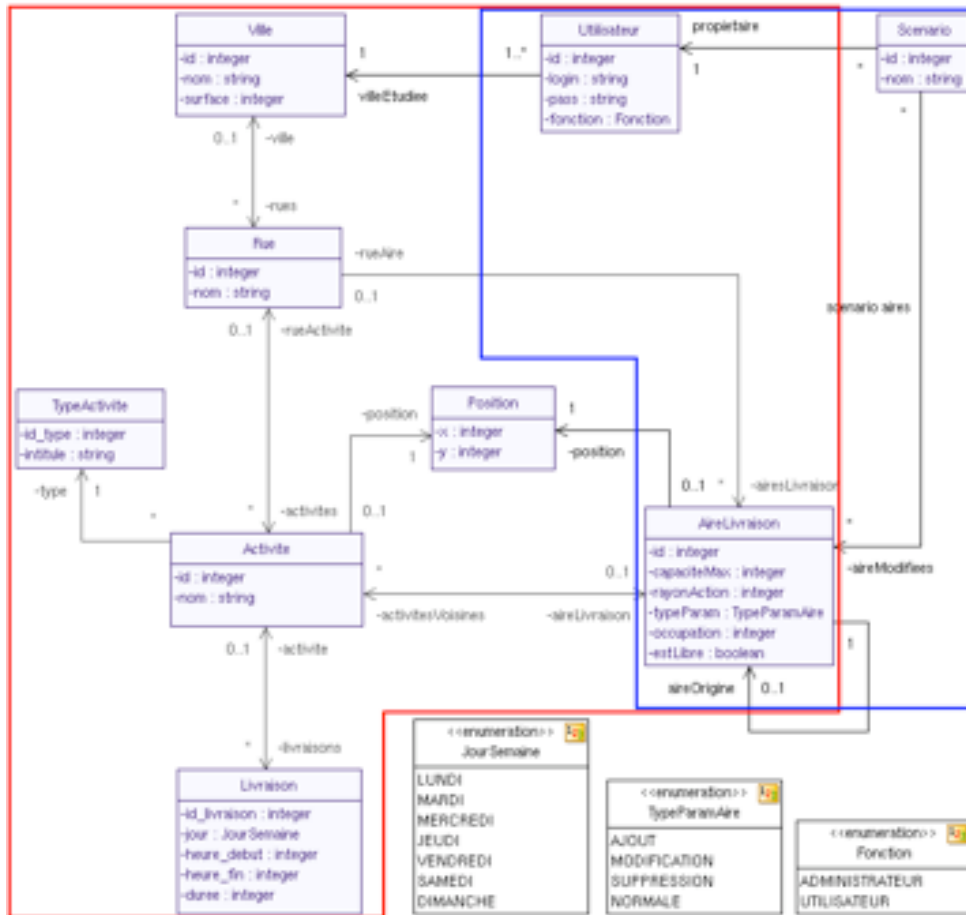 Ville
-id : integer
-nom : string
-surface : integer
1
villeEtudiee
1..*
Utilisateur
-id : integer
-login : string
-pass : string
-fonction : Fonction
propietaire
1
*
Scenario
-id : integer
-nom : string
*
0..1
-ville
*
-rues
Rue
-id : integer
-nom : string
-rueAire
0..1
scenario aires
0..1
-rueActivite
TypeActivite
-id_type : integer
-intitule : string
-type
1
*
-position
1
Position
-x : integer
-y : integer
1
-position
0..1
*
-airesLivraison
*
-activites
0..1
Activite
-id : integer
-nom : string
*
-activitesVoisines
0..1
-aireLivraison
AireLivraison
-id : integer
-capaciteMax : integer
-rayonAction : integer
-typeParam : TypeParamAire
-occupation : integer
-estLibre : boolean
*
-aireModifiees
1
aireOrigine
0..1
0..1
-activite
*
-livraisons
Livraison
-id_livraison : integer
-jour : JourSemaine
-heure_debut : integer
-heure_fin : integer
-duree : integer
<<enumeration>>
JourSemaine
LUNDI
MARDI
MERCREDI
JEUDI
VENDREDI
SAMEDI
DIMANCHE
<<enumeration>>
TypeParamAire
AJOUT
MODIFICATION
SUPPRESSION
NORMALE
<<enumeration>>
Fonction
ADMINISTRATEUR
UTILISATEUR